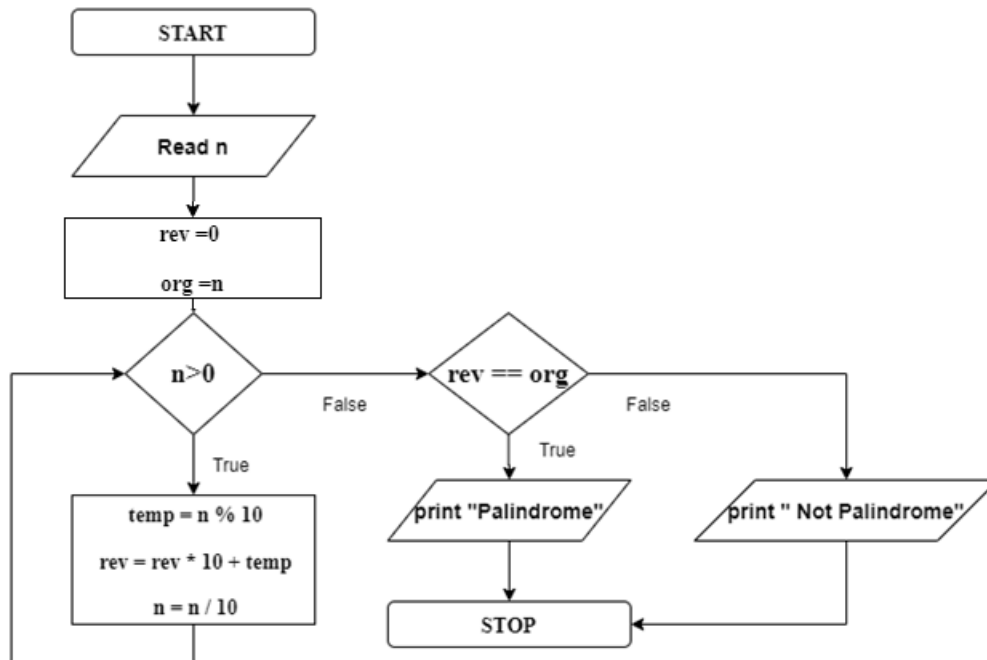 START
Read n
rev =0
org =n
n>0
False
True
temp = n % 10
rev = rev * 10 + temp
n = n / 10
rev == org
False
True
print "Palindrome"
print " Not Palindrome"
STOP